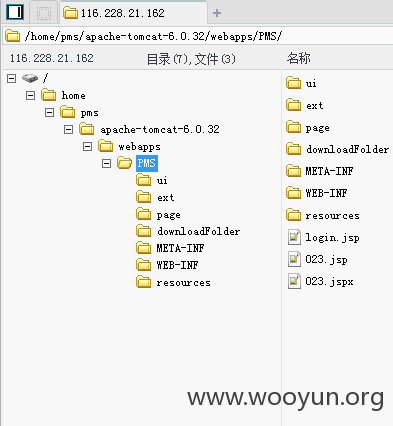 116.228.21.162
/home/pms/apache-tomcat-6.0.32/webapps/PMS/
116.228.21.162 目录(7),文件(3) 名称
/
home
pms
apache-tomcat-6.0.32
webapps
PMS
ui
ext
page
downloadFolder
META-INF
WEB-INF
resources
ui
ext
page
downloadFolder
META-INF
WEB-INF
resources
login.jsp
023.jsp
023.jspx
www.wooyun.org